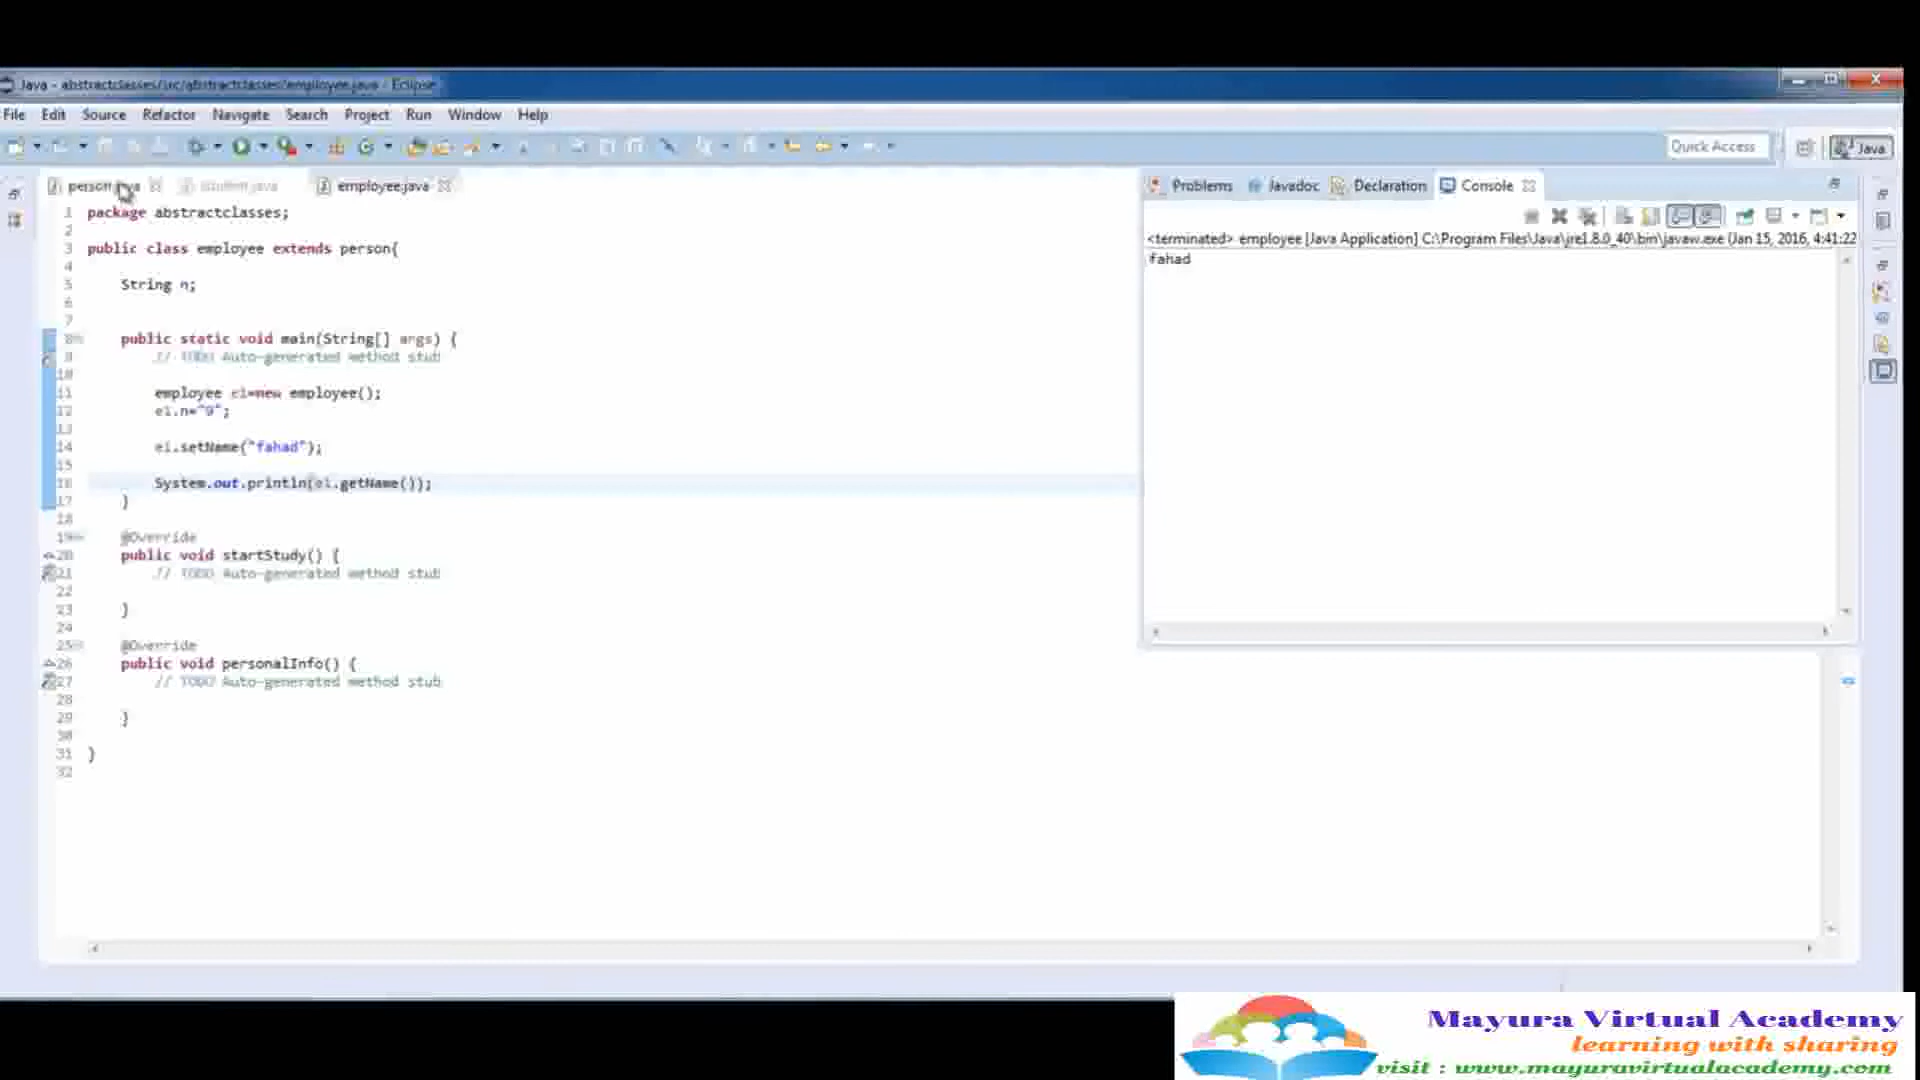 Java - abstractclasses/src/abstractclasses/employee.java - Eclipse
File Edit Source Refactor Navigate Search Project Run Window Help
Quick Access
Java
person.java student.java employee.java
Problems Javadoc Declaration Console
<terminated> employee [Java Application] C:\Program Files\Java\jre1.8.0_40\bin\javaw.exe (Jan 15, 2016, 4:41:22
fahad
1 package abstractclasses;
2
3 public class employee extends person{
4
5 String n;
6
7
8 public static void main(String[] args) {
9 // TODO Auto-generated method stub
10
11 employee e1=new employee();
12 e1.n="9";
13
14 e1.setName("fahad");
15
16 System.out.println(e1.getName());
17 }
18
19 @Override
20 public void startStudy() {
21 // TODO Auto-generated method stub
22
23 }
24
25 @Override
26 public void personalInfo() {
27 // TODO Auto-generated method stub
28
29 }
30
31 }
32
Mayura Virtual Academy
learning with sharing
visit : www.mayuravirtualacademy.com